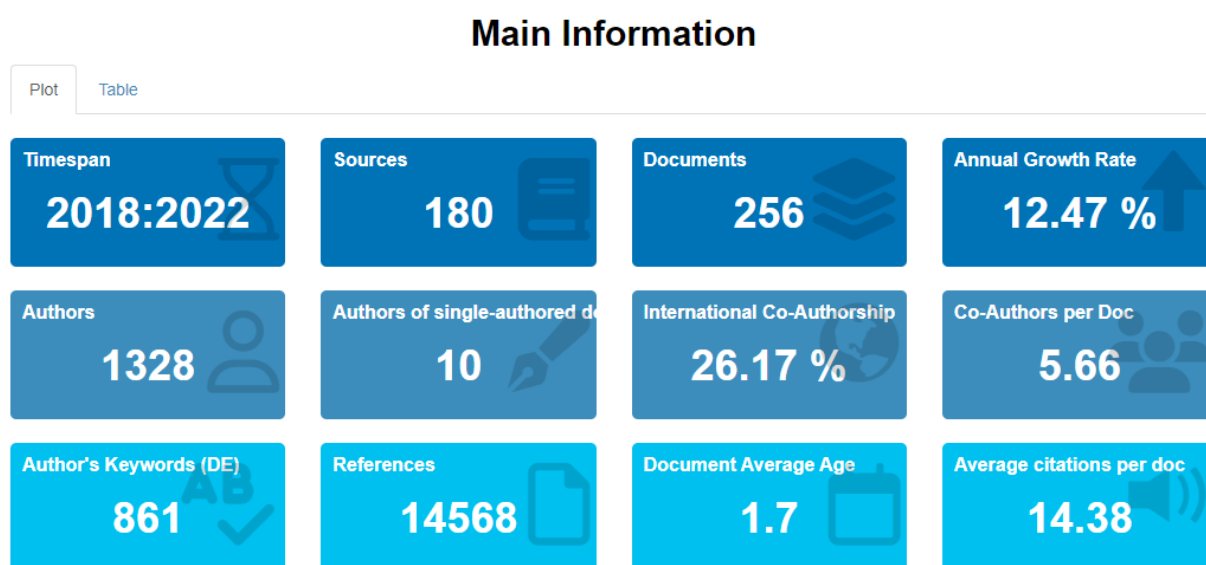 Main Information
Plot
Table
Timespan
2018:2022
Sources
180
Documents
256
Annual Growth Rate
12.47 %
Authors
1328
Authors of single-authored d
10
International Co-Authorship
26.17 %
Co-Authors per Doc
5.66
Author's Keywords (DE)
AB
861
References
14568
Document Average Age
1.7
Average citations per doc
14.38